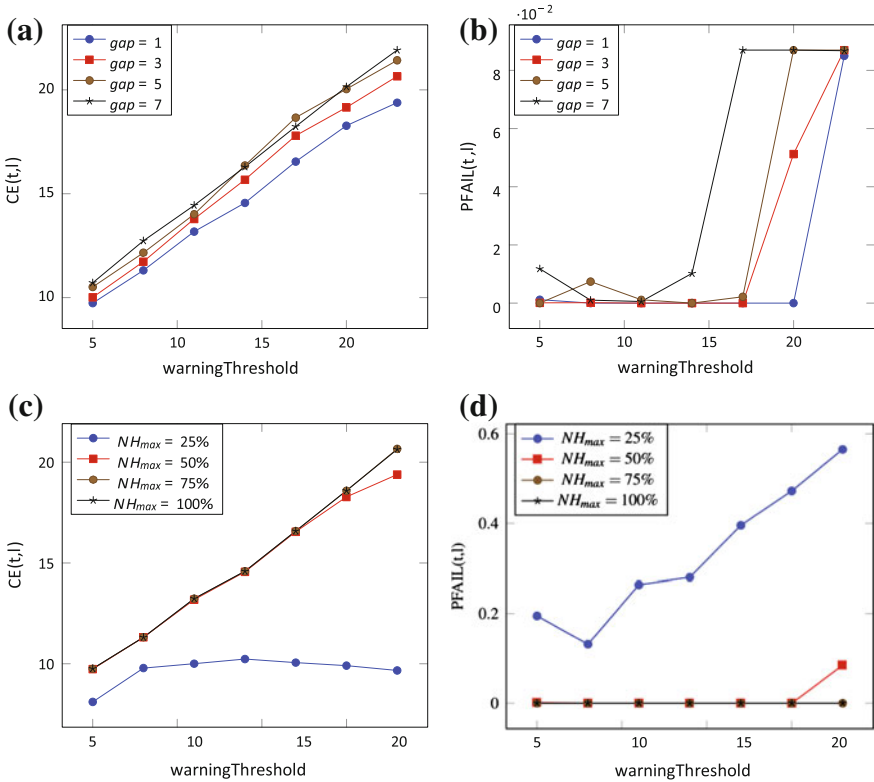 (a)
gap = 1
gap = 3
gap = 5
gap = 7
CE(t,l)
20
15
10
5
10
15
20
warningThreshold
(b)
·10−2
gap = 1
gap = 3
gap = 5
gap = 7
PFAIL(t,l)
8
6
4
2
0
5
10
15
20
warningThreshold
(c)
NHmax = 25%
NHmax = 50%
NHmax = 75%
NHmax = 100%
CE(t,l)
20
15
10
5
10
15
20
warningThreshold
(d)
NHmax = 25%
NHmax = 50%
NHmax = 75%
NHmax = 100%
PFAIL(t,l)
0.6
0.4
0.2
0
5
10
15
20
warningThreshold